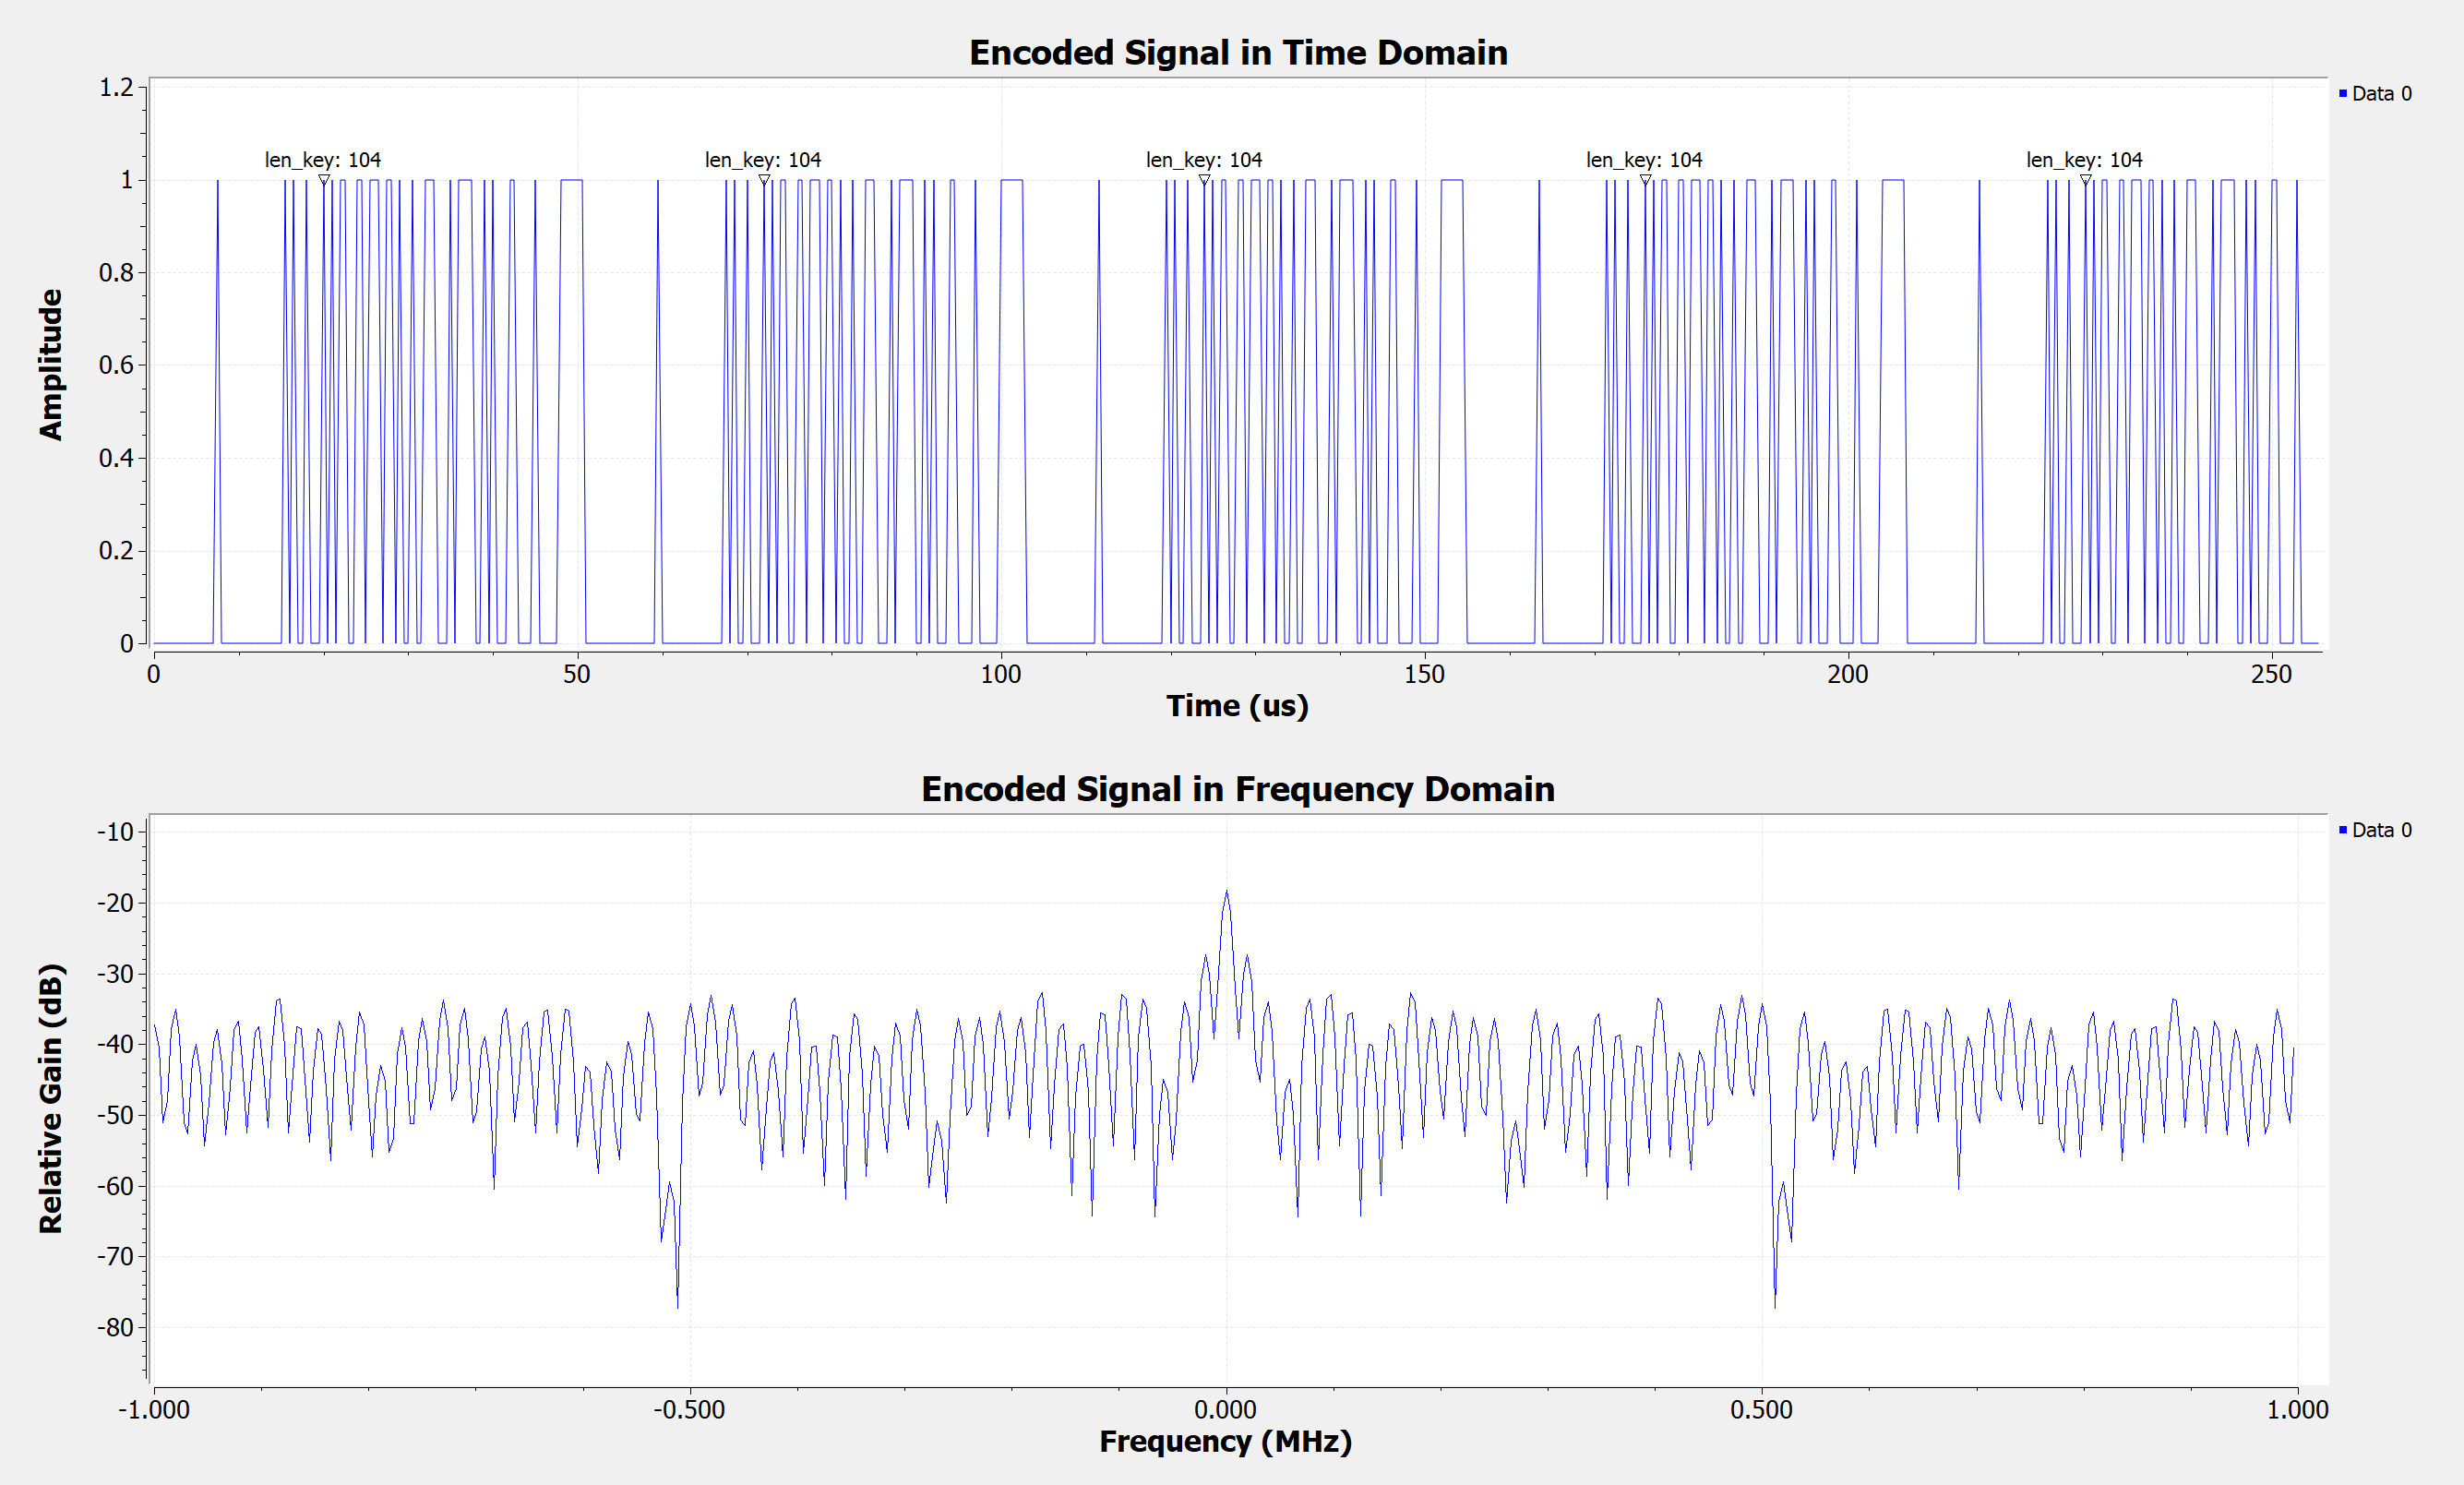 Encoded Signal in Time Domain
1.2
1
0.8
0.6
0.4
0.2
0
Amplitude
len_key: 104 len_key: 104 len_key: 104 len_key: 104 len_key: 104
Data 0
0 50 100 150 200 250
Time (us)
Encoded Signal in Frequency Domain
-10
-20
-30
-40
-50
-60
-70
-80
Relative Gain (dB)
Data 0
-1.000 -0.500 0.000 0.500 1.000
Frequency (MHz)